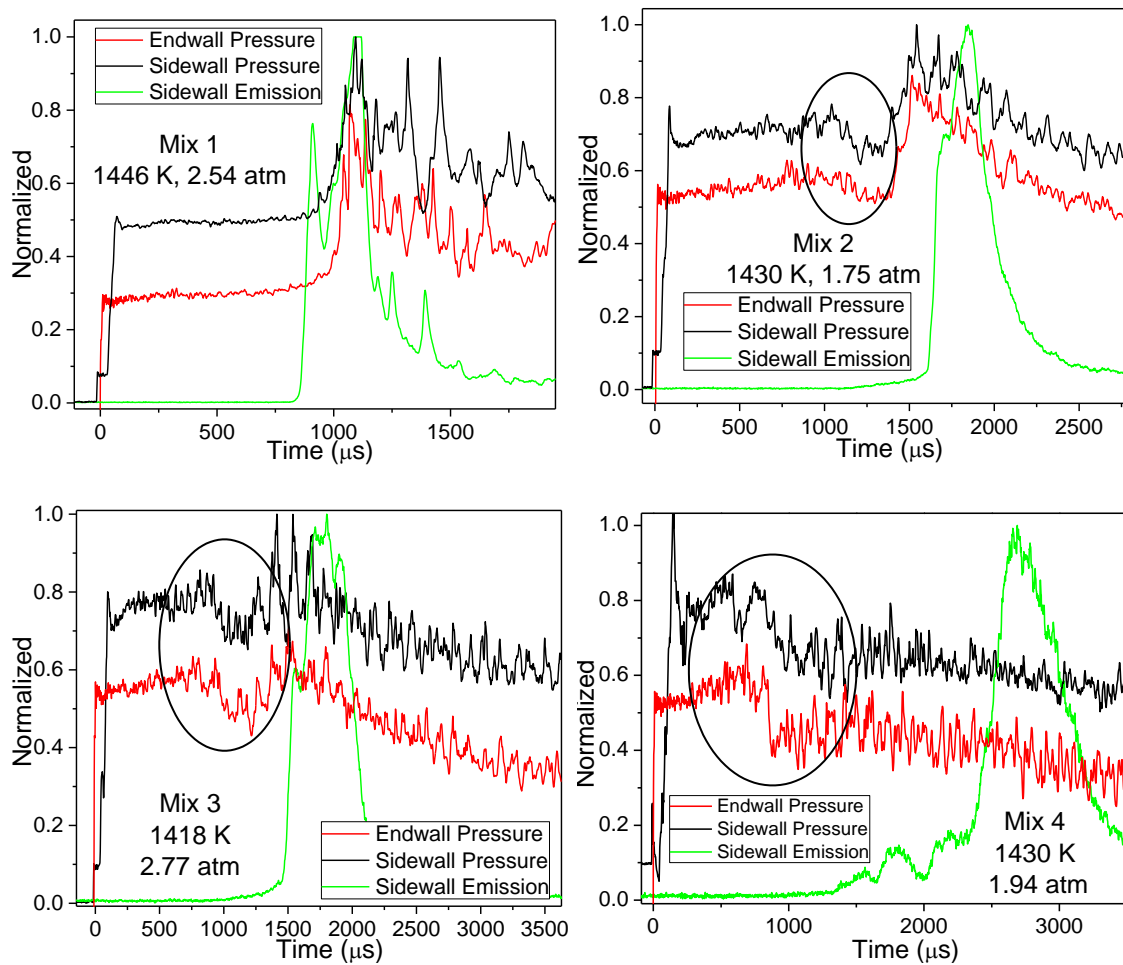 1.0
0.8
0.6
0.4
0.2
0.0
Normalized
Endwall Pressure
Sidewall Pressure
Sidewall Emission
Mix 1
1446 K, 2.54 atm
0
500
1000
1500
Time (μs)
1.0
0.8
0.6
0.4
0.2
0.0
Normalized
Mix 2
1430 K, 1.75 atm
Endwall Pressure
Sidewall Pressure
Sidewall Emission
0
500
1000
1500
2000
2500
Time (μs)
1.0
0.8
0.6
0.4
0.2
0.0
Normalized
Mix 3
1418 K
2.77 atm
Endwall Pressure
Sidewall Pressure
Sidewall Emission
0
500
1000
1500
2000
2500
3000
3500
Time (μs)
1.0
0.8
0.6
0.4
0.2
0.0
Normalized
Endwall Pressure
Sidewall Pressure
Sidewall Emission
Mix 4
1430 K
1.94 atm
0
1000
2000
3000
Time (μs)